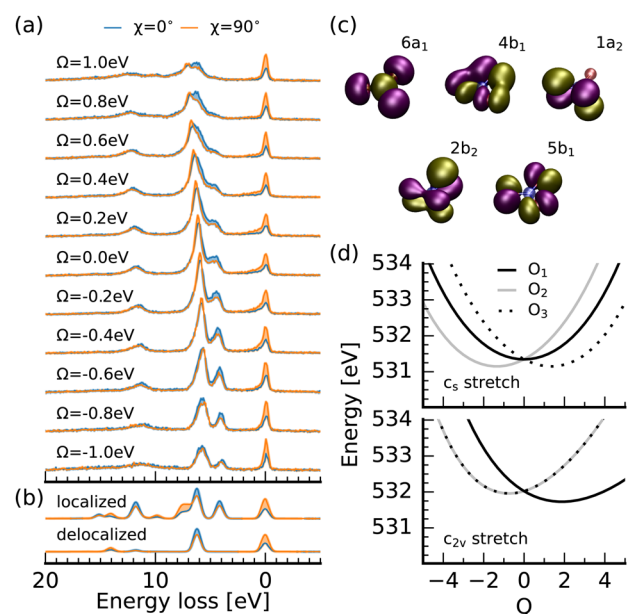 (a)
χ=0° χ=90°
Ω=1.0eV
Ω=0.8eV
Ω=0.6eV
Ω=0.4eV
Ω=0.2eV
Ω=0.0eV
Ω=-0.2eV
Ω=-0.4eV
Ω=-0.6eV
Ω=-0.8eV
Ω=-1.0eV
(b)
localized
delocalized
20 10 0
Energy loss [eV]
(c)
6a₁ 4b₁ 1a₂
2b₂ 5b₁
(d)
534
533
532
531
O₁
O₂
O₃
cₛ stretch
Energy [eV]
534
533
532
531
c₂ᵥ stretch
−4 −2 0 2 4
Q